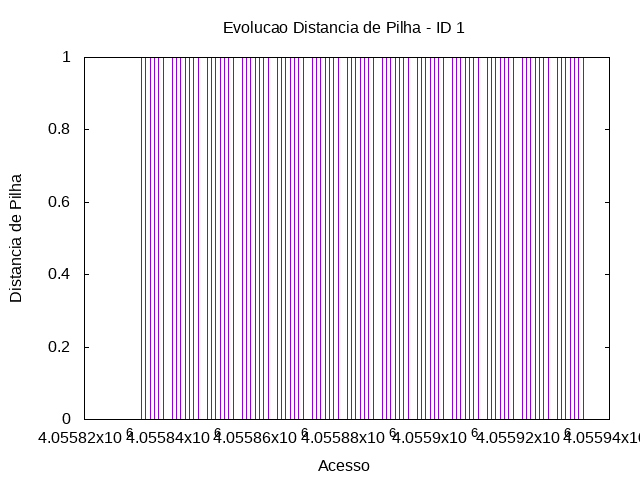 Evolucao Distancia de Pilha - ID 1
1
0.8
0.6
0.4
0.2
0
Distancia de Pilha
4.05582x10^6 4.05584x10^6 4.05586x10^6 4.05588x10^6 4.0559x10^6 4.05592x10^6 4.05594x10
Acesso